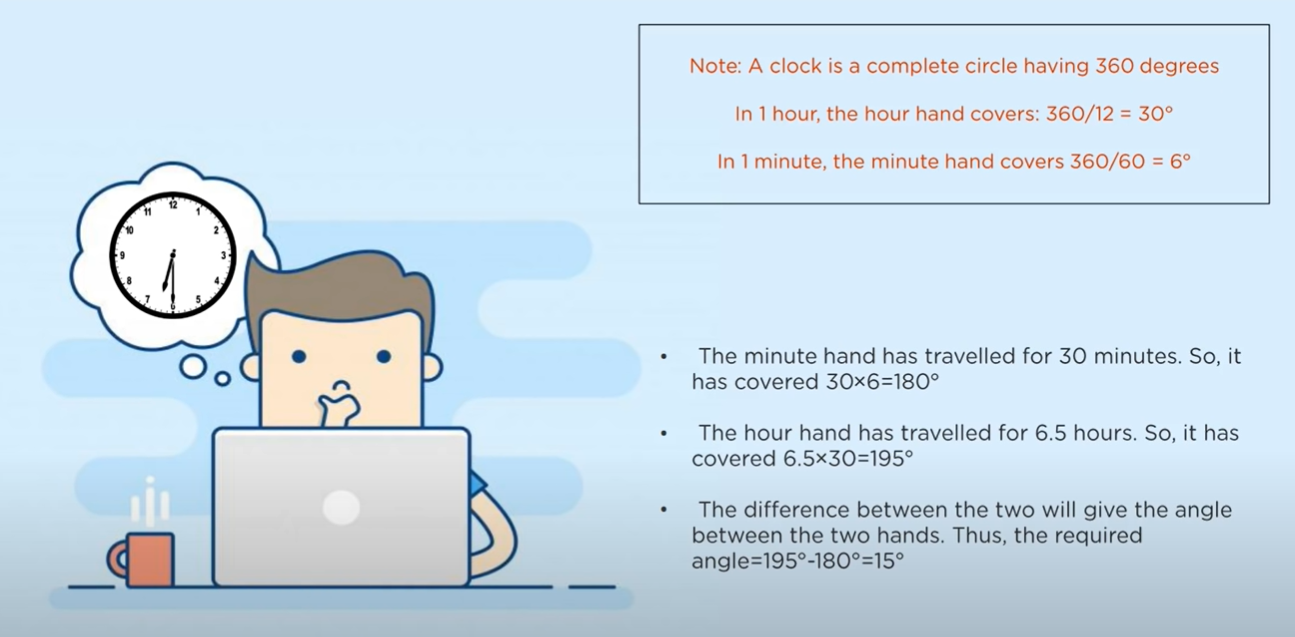 Note: A clock is a complete circle having 360 degrees
In 1 hour, the hour hand covers: 360/12 = 30°
In 1 minute, the minute hand covers 360/60 = 6°
12
11
1
10
2
9
3
8
4
7
5
6
• The minute hand has travelled for 30 minutes. So, it
has covered 30×6=180°
• The hour hand has travelled for 6.5 hours. So, it has
covered 6.5×30=195°
• The difference between the two will give the angle
between the two hands. Thus, the required
angle=195°-180°=15°